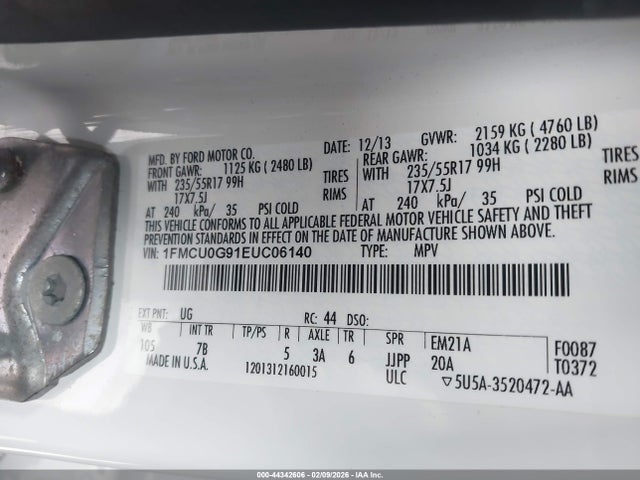 MFD. BY FORD MOTOR CO.
DATE: 12/13 GVWR: 2159 KG ( 4760 LB)
FRONT GAWR: 1125 KG ( 2480 LB) REAR GAWR: 1034 KG ( 2280 LB)
WITH 235/55R17 99H TIRES WITH 235/55R17 99H TIRES
17X7.5J RIMS 17X7.5J RIMS
AT 240 kPa/ 35 PSI COLD AT 240 kPa/ 35 PSI COLD
THIS VEHICLE CONFORMS TO ALL APPLICABLE FEDERAL MOTOR VEHICLE SAFETY AND THEFT
PREVENTION STANDARDS IN EFFECT ON THE DATE OF MANUFACTURE SHOWN ABOVE.
VIN: 1FMCU0G91EUC06140 TYPE: MPV
EXT PNT: UG RC: 44 DSO:
WB INT TR TP/PS R AXLE TR SPR EM21A F0087
105 7B 5 3A 6 JJPP 20A T0372
MADE IN U.S.A. 1201312160015 ULC 5U5A-3520472-AA
000-44342606 - 02/09/2026 - IAAI.COM